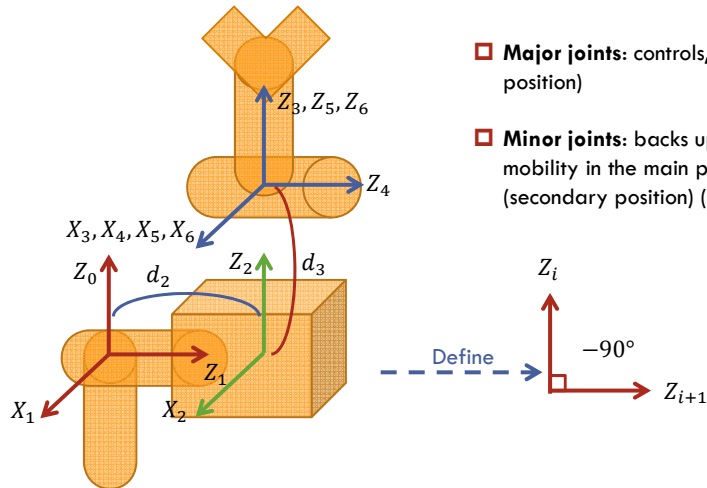 Major joints: controls,
position)
Minor joints: backs up
mobility in the main p
(secondary position) (
Z₃, Z₅, Z₆
Z₄
X₃, X₄, X₅, X₆
Z₀
d₂
Z₂
d₃
Z₁
X₁
X₂
Define
Zᵢ
−90°
Zᵢ₊₁